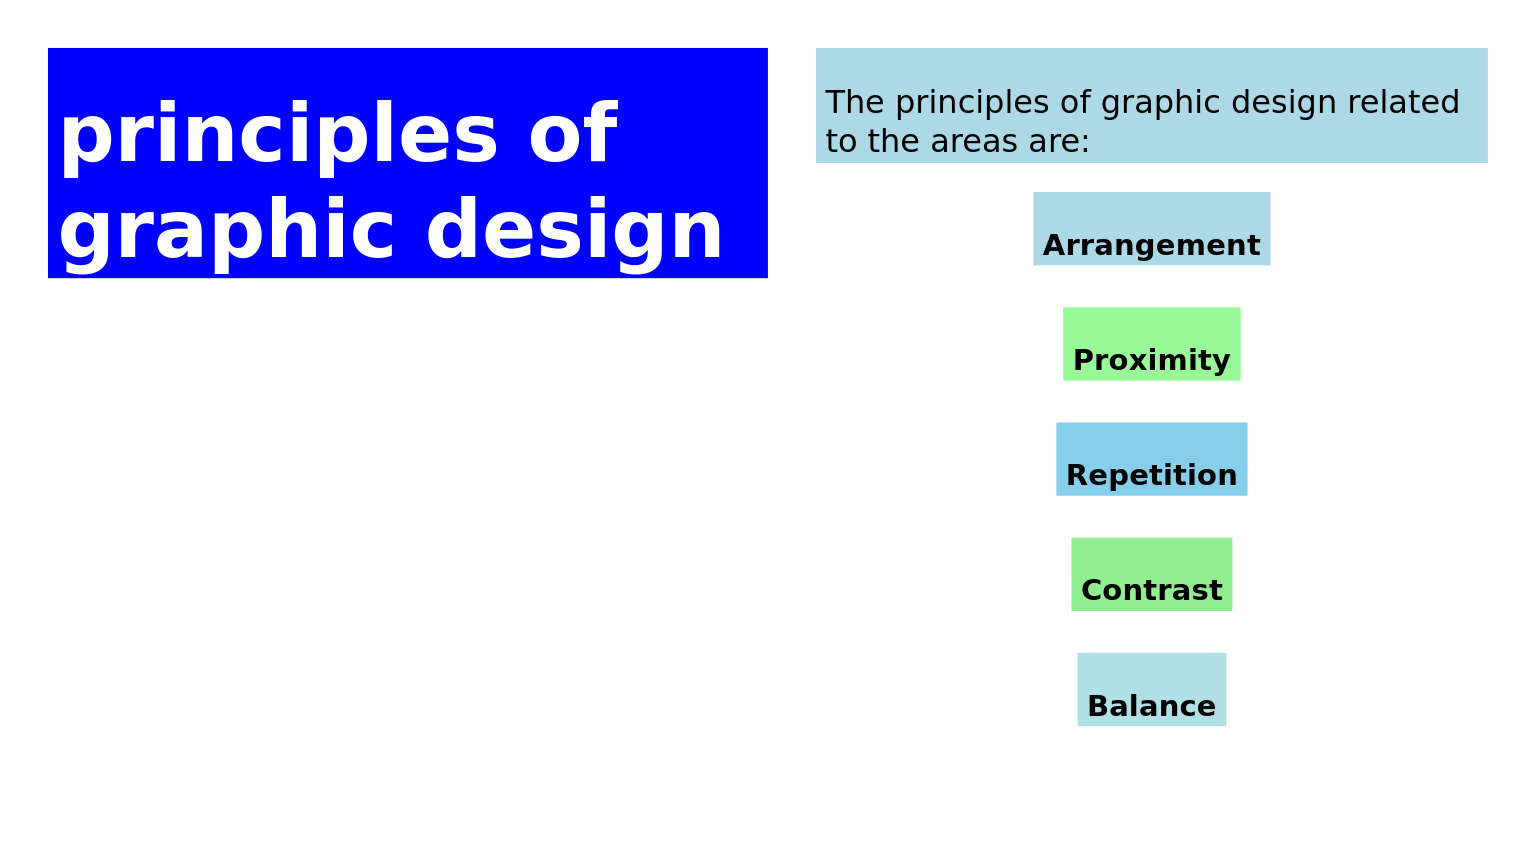 principles of
graphic design
The principles of graphic design related
to the areas are:
Arrangement
Proximity
Repetition
Contrast
Balance